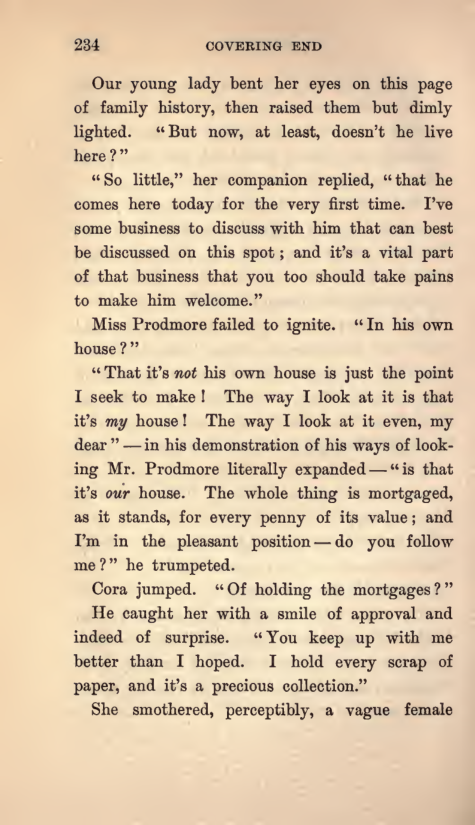 234 COVERING END
Our young lady bent her eyes on this page
of family history, then raised them but dimly
lighted. "But now, at least, doesn't he live
here?"
"So little," her companion replied, "that he
comes here today for the very first time. I've
some business to discuss with him that can best
be discussed on this spot; and it's a vital part
of that business that you too should take pains
to make him welcome."
Miss Prodmore failed to ignite. "In his own
house?"
"That it's not his own house is just the point
I seek to make! The way I look at it is that
it's my house! The way I look at it even, my
dear" — in his demonstration of his ways of look-
ing Mr. Prodmore literally expanded — "is that
it's our house. The whole thing is mortgaged,
as it stands, for every penny of its value; and
I'm in the pleasant position — do you follow
me?" he trumpeted.
Cora jumped. "Of holding the mortgages?"
He caught her with a smile of approval and
indeed of surprise. "You keep up with me
better than I hoped. I hold every scrap of
paper, and it's a precious collection."
She smothered, perceptibly, a vague female